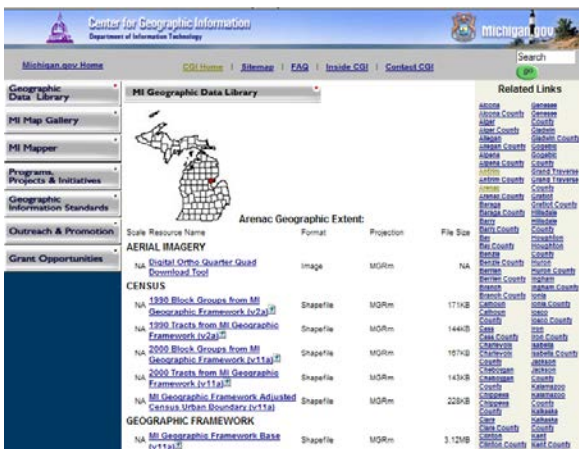 Center for Geographic Information
Department of Information Technology
Michigan.gov
Michigan.gov Home
CGI Home | Sitemap | FAQ | Inside CGI | Contact CGI
Search
go
Geographic
Data Library
MI Map Gallery
MI Mapper
Programs,
Projects & Initiatives
Geographic
Information Standards
Outreach & Promotion
Grant Opportunities
MI Geographic Data Library
Arenac Geographic Extent:
Scale Resource Name Format Projection File Size
AERIAL IMAGERY
NA Digital Ortho Quarter Quad
Download Tool Image MGRm NA
CENSUS
NA 1990 Block Groups from MI
Geographic Framework (v2a) Shapefile MGRm 171KB
NA 1990 Tracts from MI Geographic
Framework (v2a) Shapefile MGRm 144KB
NA 2000 Block Groups from MI
Geographic Framework (v11a) Shapefile MGRm 167KB
NA 2000 Tracts from MI Geographic
Framework (v11a) Shapefile MGRm 143KB
NA MI Geographic Framework Adjusted
Census Urban Boundary (v11a) Shapefile MGRm 228KB
GEOGRAPHIC FRAMEWORK
NA MI Geographic Framework Base
(v11a) Shapefile MGRm 3.12MB
Related Links
Alcona
Alcona County
Alger
Alger County
Allegan
Allegan County
Alpena
Alpena County
Antrim
Antrim County
Arenac
Arenac County
Baraga
Baraga County
Barry
Barry County
Bay
Bay County
Benzie
Benzie County
Berrien
Berrien County
Branch
Branch County
Calhoun
Calhoun
County
Cass
Cass County
Charlevoix
Charlevoix
County
Cheboygan
Cheboygan
County
Chippewa
Chippewa
County
Clare
Clare County
Clinton
Clinton County
Genesee
Genesee
County
Gladwin
Gladwin County
Gogebic
Gogebic
County
Grand Traverse
Grand Traverse
County
Gratiot
County
Hillsdale
Hillsdale
County
Houghton
Houghton
County
Huron
Huron County
Ingham
Ingham County
Ionia
Ionia County
Iosco
Iosco County
Iron
Iron County
Isabella
Isabella County
Jackson
Jackson
County
Kalamazoo
Kalamazoo
County
Kalkaska
Kalkaska
County
Kent
Kent County